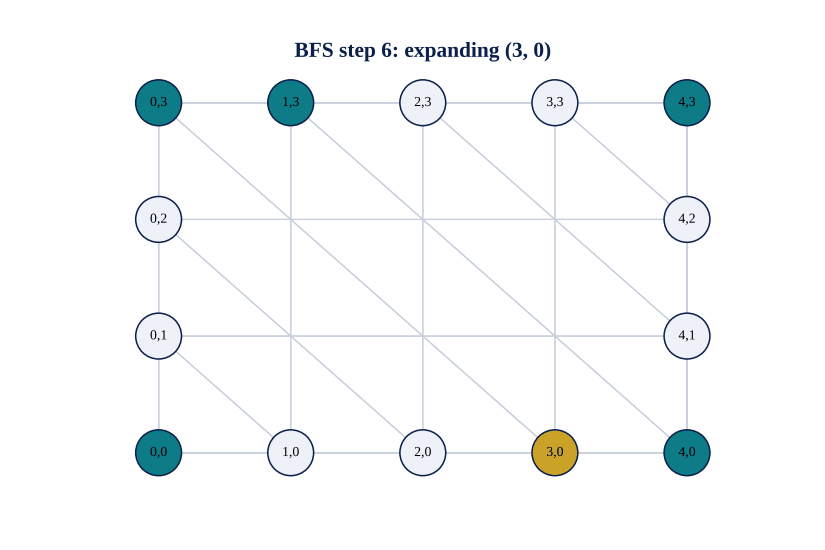 BFS step 6: expanding (3, 0)
0,3 1,3 2,3 3,3 4,3
0,2 4,2
0,1 4,1
0,0 1,0 2,0 3,0 4,0